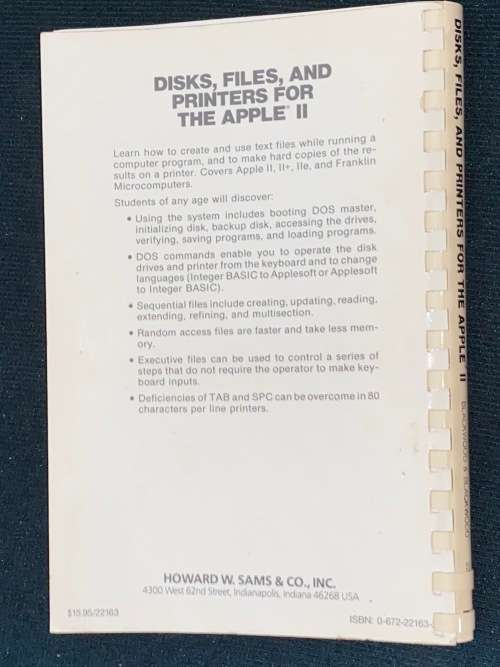 DISKS, FILES, AND
PRINTERS FOR
THE APPLE® II
Learn how to create and use text files while running a
computer program, and to make hard copies of the re-
sults on a printer. Covers Apple II, II+, IIe, and Franklin
Microcomputers.
Students of any age will discover:
• Using the system includes booting DOS master,
initializing disk, backup disk, accessing the drives,
verifying, saving programs, and loading programs.
• DOS commands enable you to operate the disk
drives and printer from the keyboard and to change
languages (Integer BASIC to Applesoft or Applesoft
to Integer BASIC).
• Sequential files include creating, updating, reading,
extending, refining, and multisection.
• Random access files are faster and take less mem-
ory.
• Executive files can be used to control a series of
steps that do not require the operator to make key-
board inputs.
• Deficiencies of TAB and SPC can be overcome in 80
characters per line printers.
HOWARD W. SAMS & CO., INC.
4300 West 62nd Street, Indianapolis, Indiana 46268 USA
$15.95/22163
ISBN: 0-672-22163-
DISKS, FILES, AND PRINTERS FOR THE APPLE II
BLACKWOOD & BLACKWOOD